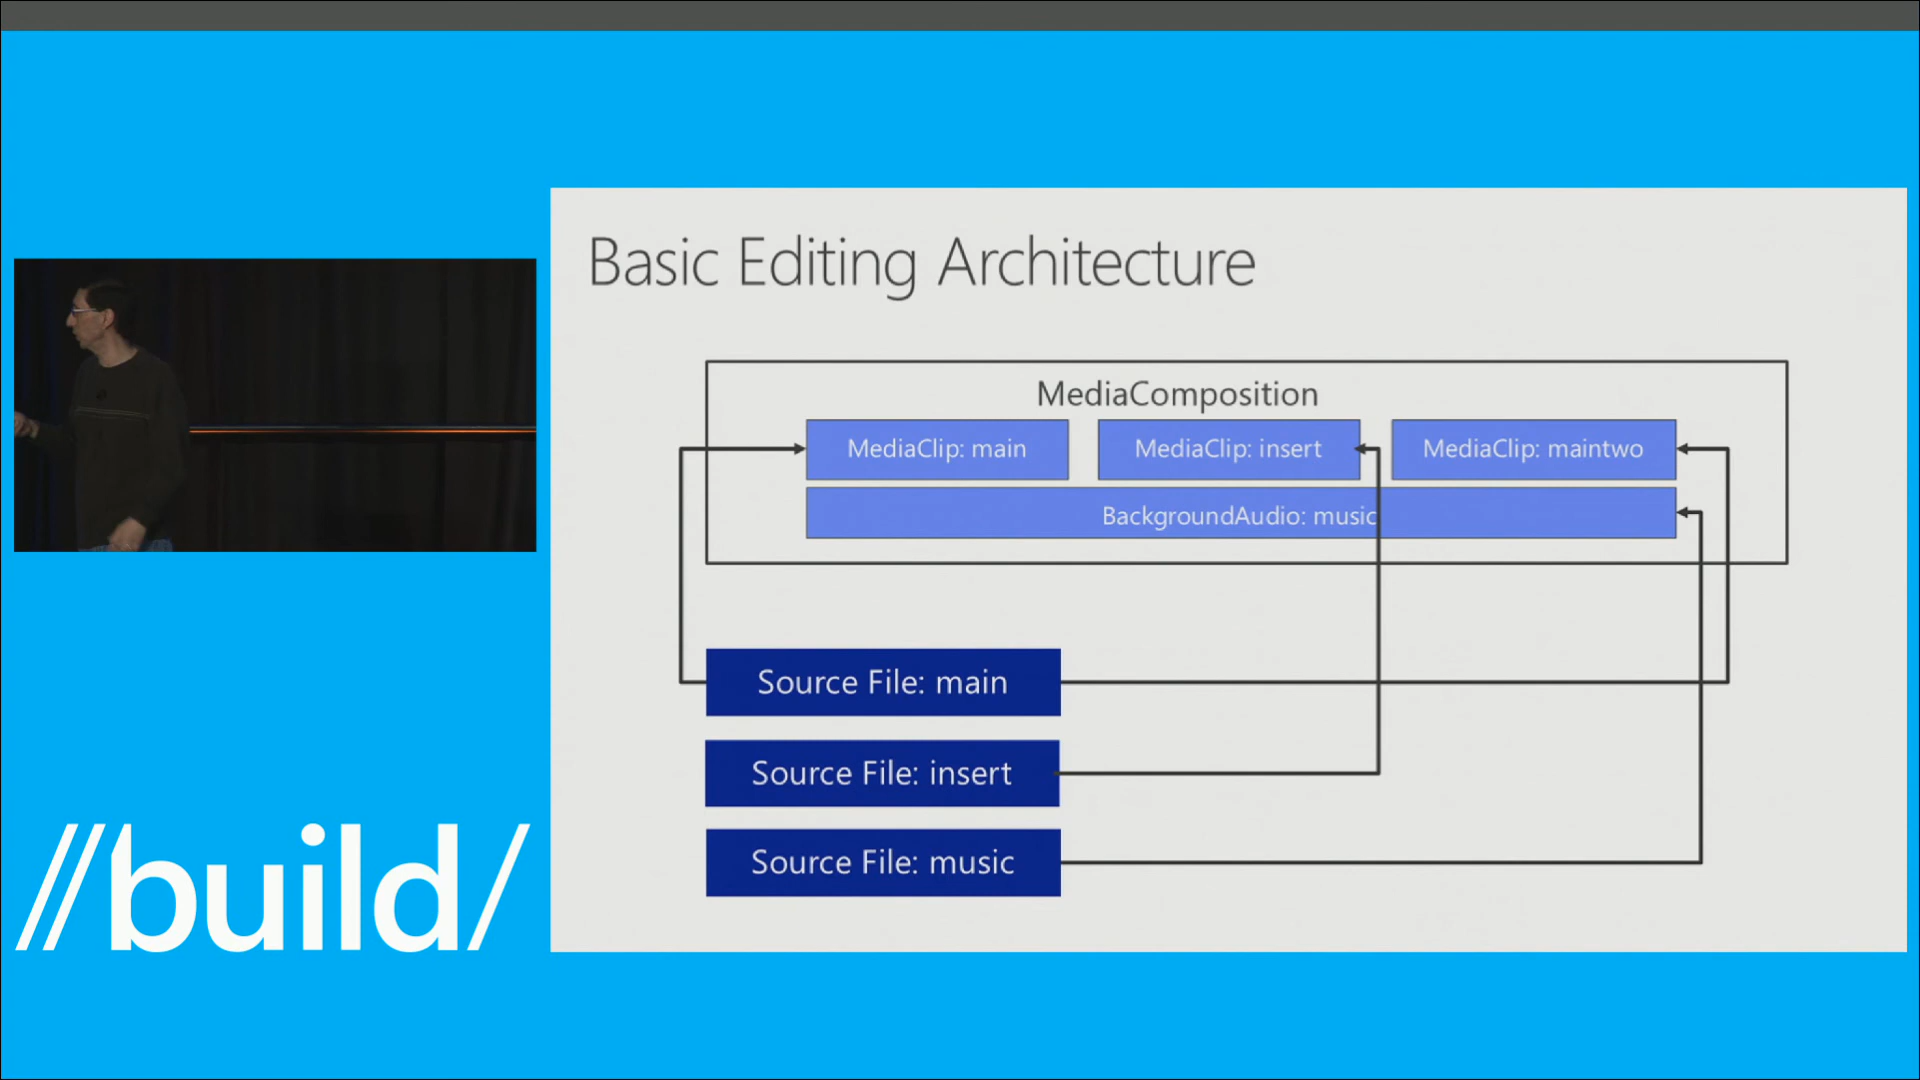 Basic Editing Architecture
MediaComposition
MediaClip: main
MediaClip: insert
MediaClip: maintwo
BackgroundAudio: music
Source File: main
Source File: insert
Source File: music
//build/